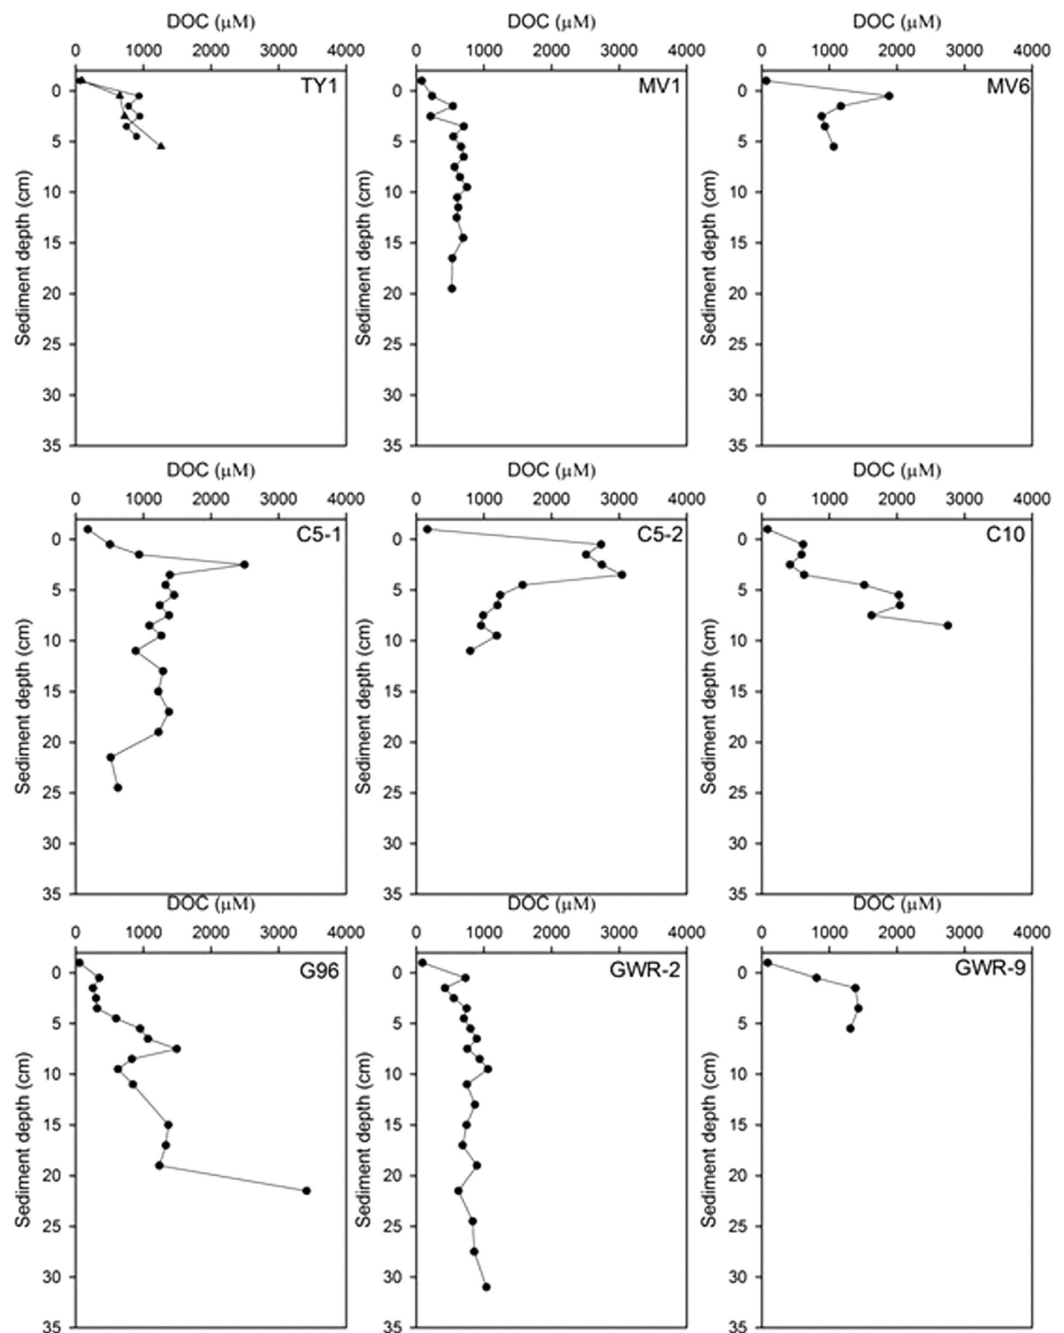 DOC (µM) DOC (µM) DOC (µM)
0 1000 2000 3000 4000 0 1000 2000 3000 4000 0 1000 2000 3000 4000
TY1 MV1 MV6
Sediment depth (cm) Sediment depth (cm) Sediment depth (cm)
0 0 0
5 5 5
10 10 10
15 15 15
20 20 20
25 25 25
30 30 30
35 35 35
DOC (µM) DOC (µM) DOC (µM)
0 1000 2000 3000 4000 0 1000 2000 3000 4000 0 1000 2000 3000 4000
C5-1 C5-2 C10
Sediment depth (cm) Sediment depth (cm) Sediment depth (cm)
0 0 0
5 5 5
10 10 10
15 15 15
20 20 20
25 25 25
30 30 30
35 35 35
DOC (µM) DOC (µM) DOC (µM)
0 1000 2000 3000 4000 0 1000 2000 3000 4000 0 1000 2000 3000 4000
G96 GWR-2 GWR-9
Sediment depth (cm) Sediment depth (cm) Sediment depth (cm)
0 0 0
5 5 5
10 10 10
15 15 15
20 20 20
25 25 25
30 30 30
35 35 35